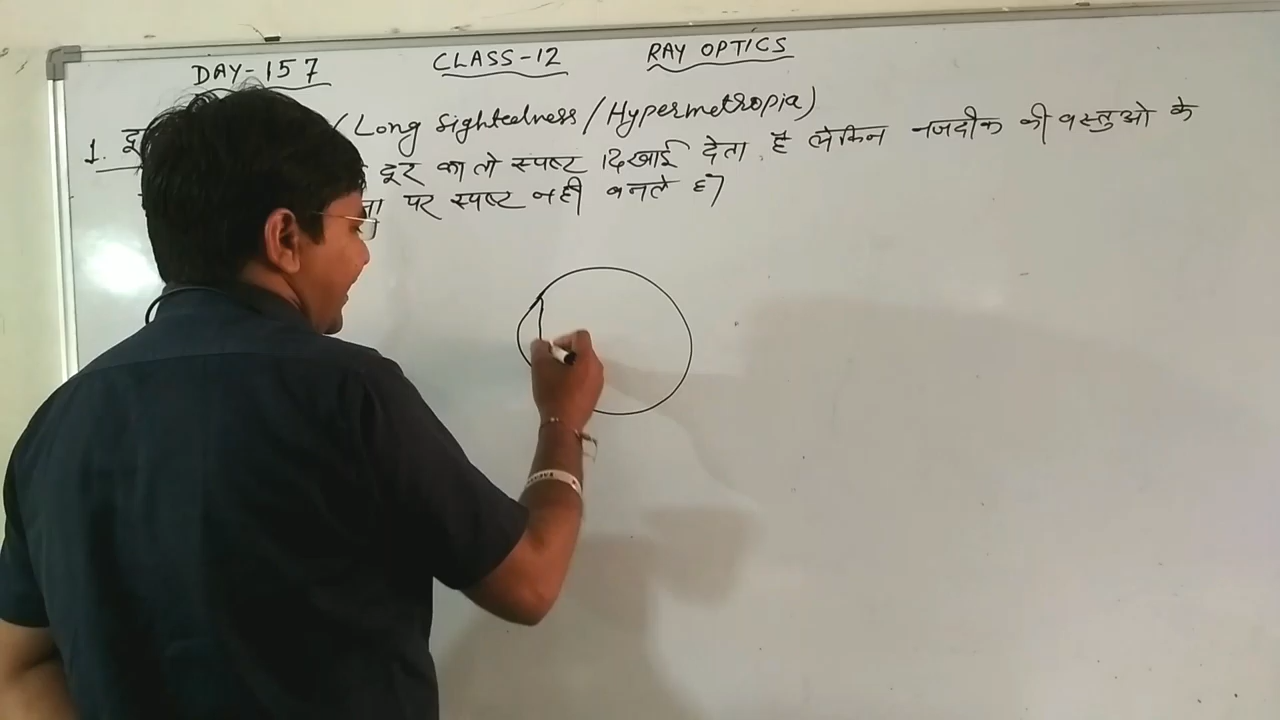 DAY-157 CLASS-12 RAY OPTICS
1. (Long Sightedness/Hypermetropia)
दूर का तो स्पष्ट दिखाई देता है लेकिन नजदीक की वस्तुओ के
पर स्पष्ट नही बनते है